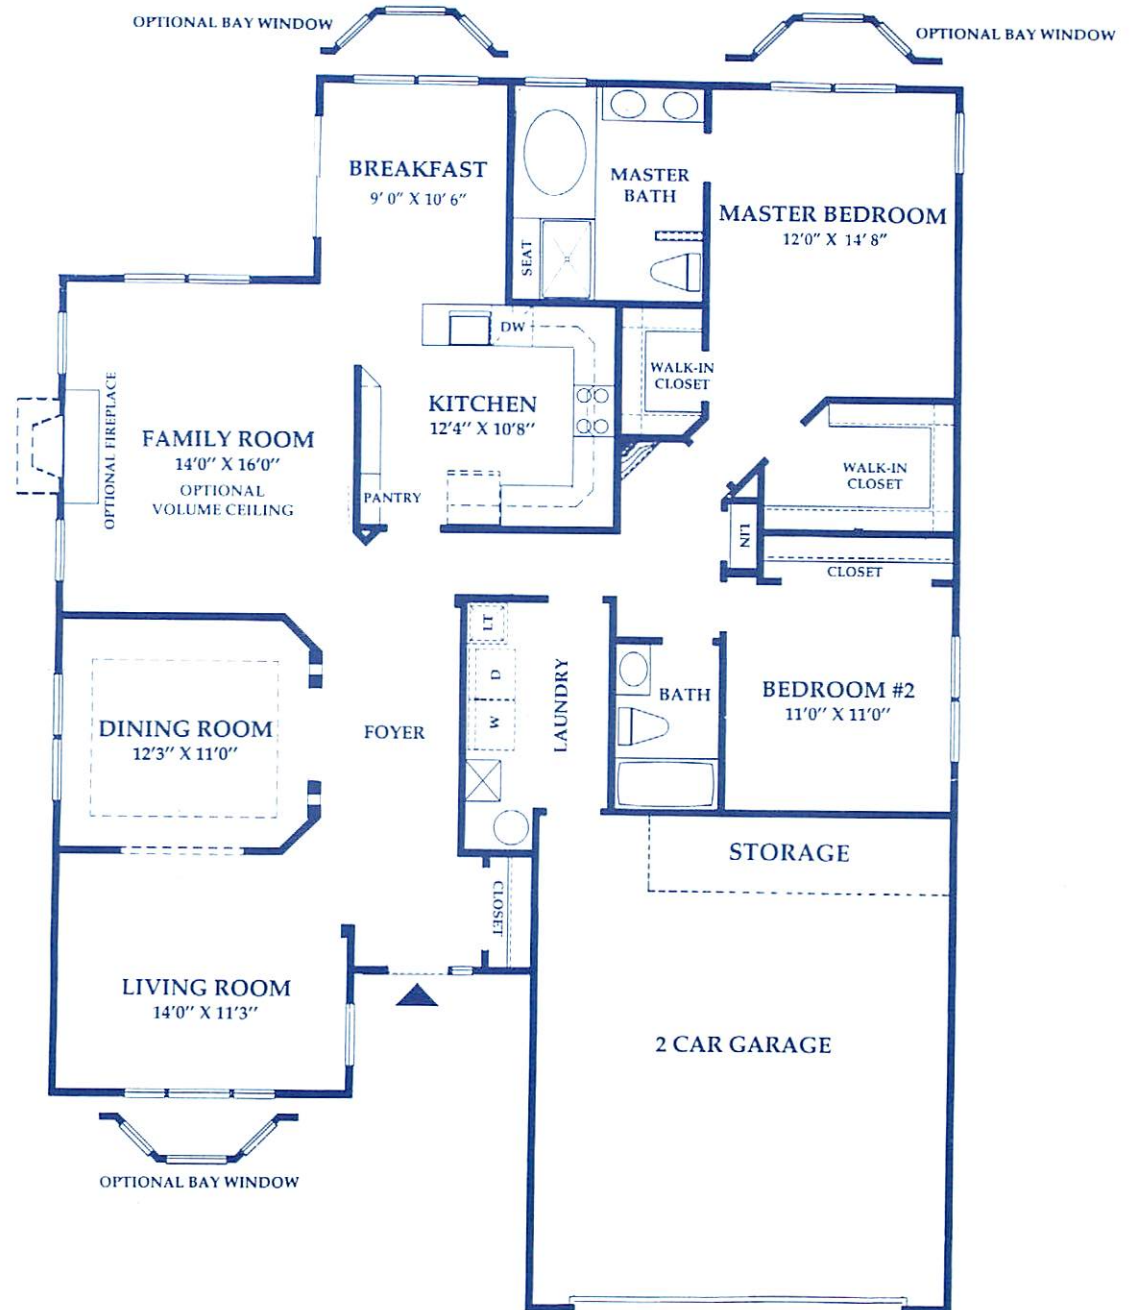 OPTIONAL BAY WINDOW
OPTIONAL BAY WINDOW
BREAKFAST
9' 0" X 10' 6"
MASTER
BATH
SEAT
MASTER BEDROOM
12'0" X 14' 8"
DW
WALK-IN
CLOSET
KITCHEN
12'4" X 10'8"
PANTRY
OPTIONAL FIREPLACE
FAMILY ROOM
14'0" X 16'0"
OPTIONAL
VOLUME CEILING
WALK-IN
CLOSET
LIN
CLOSET
LT
D
W
LAUNDRY
BATH
BEDROOM #2
11'0" X 11'0"
DINING ROOM
12'3" X 11'0"
FOYER
STORAGE
CLOSET
LIVING ROOM
14'0" X 11'3"
2 CAR GARAGE
OPTIONAL BAY WINDOW